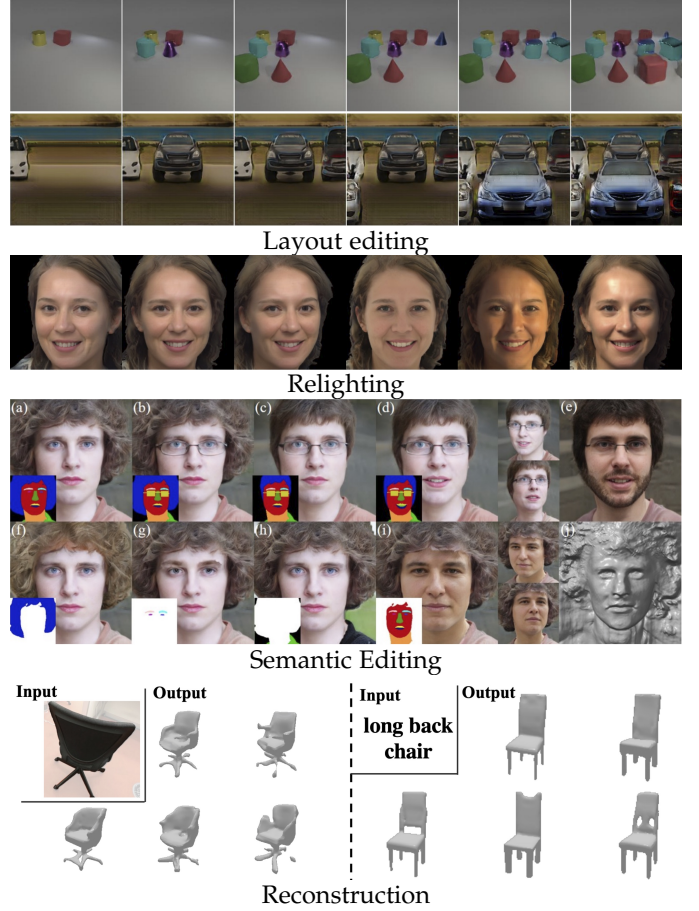 Layout editing
Relighting
(a) (b) (c) (d) (e)
(f) (g) (h) (i) (j)
Semantic Editing
Input Output Input Output
long back
chair
Reconstruction